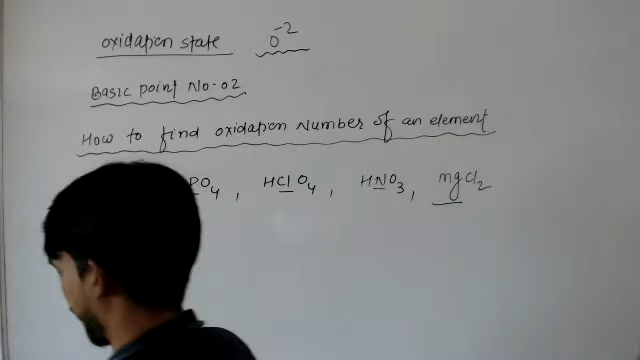 oxidation state O⁻²
Basic point No-02
How to find oxidation Number of an element
PO₄, HClO₄, HNO₃, mgCl₂